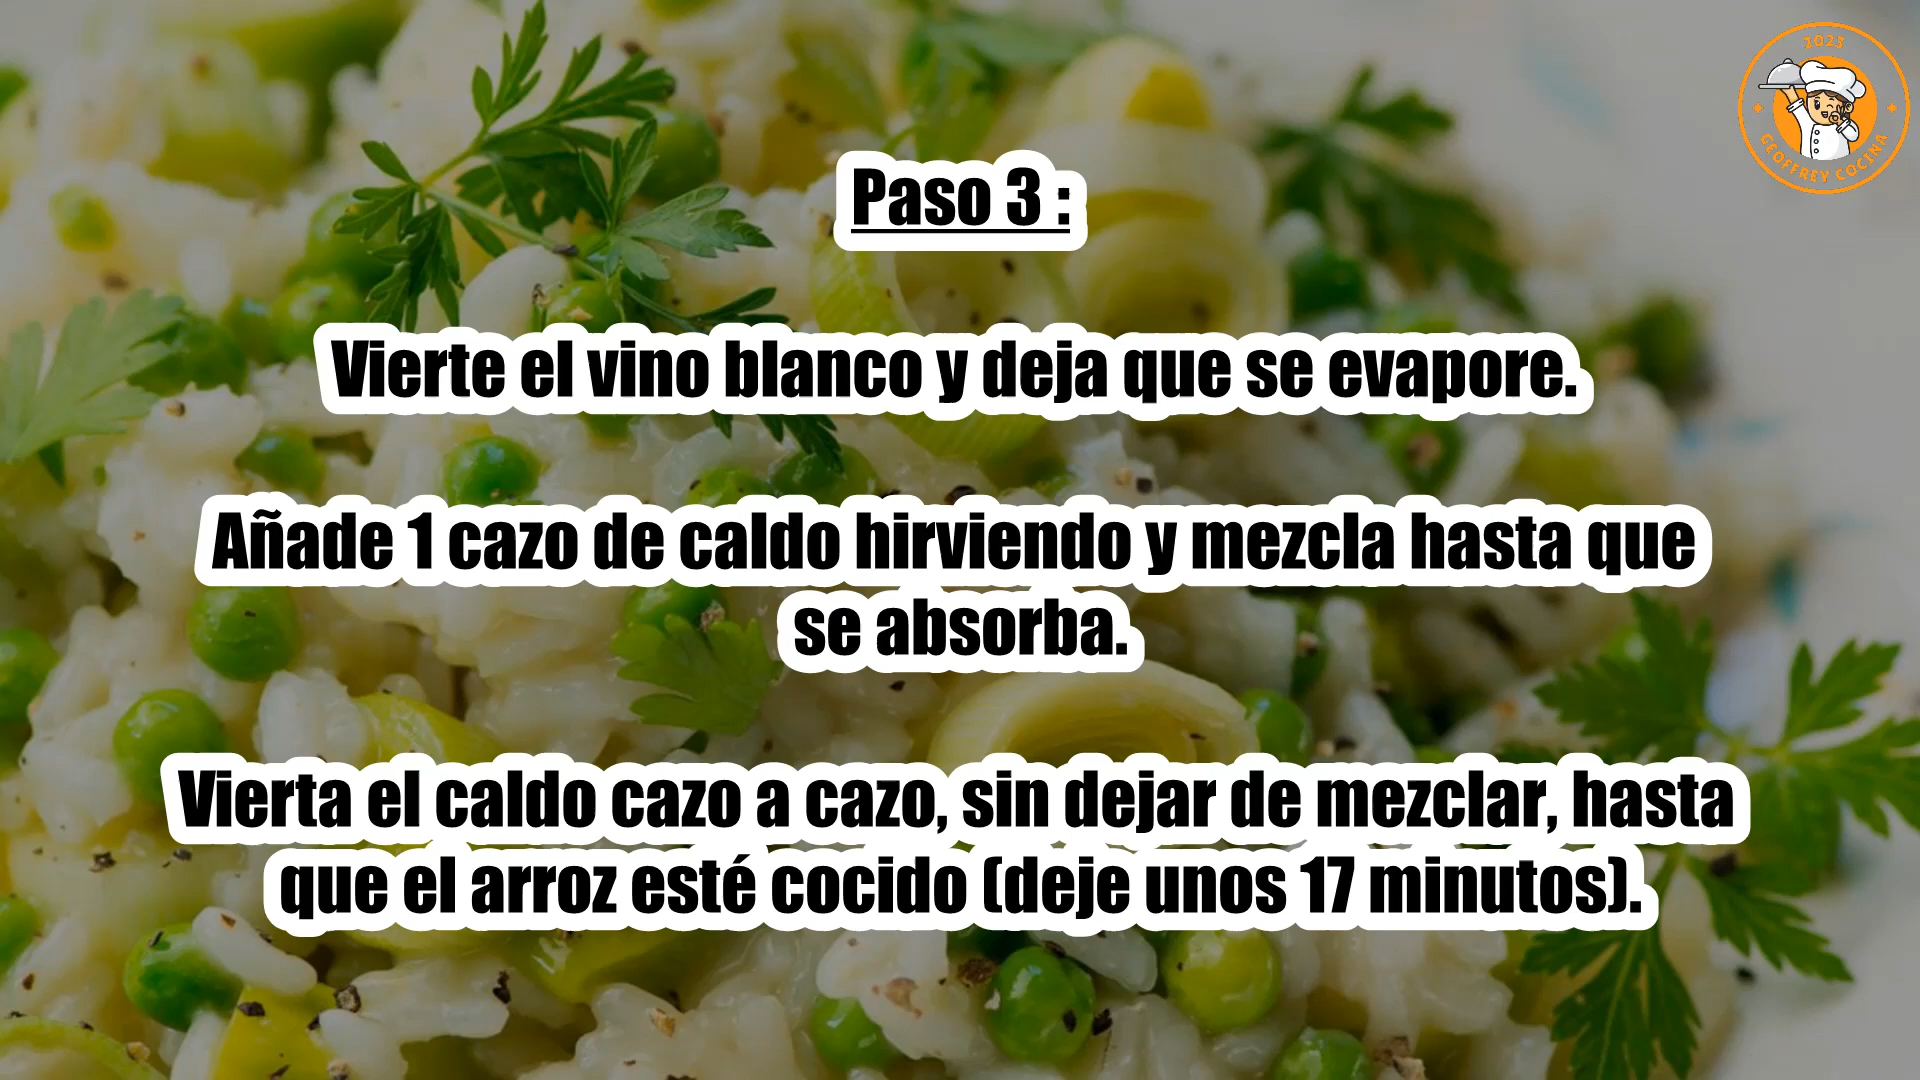 2023
GEOFFREY COCINA
Paso 3 :
Vierte el vino blanco y deja que se evapore.
Añade 1 cazo de caldo hirviendo y mezcla hasta que
se absorba.
Vierta el caldo cazo a cazo, sin dejar de mezclar, hasta
que el arroz esté cocido (deje unos 17 minutos).